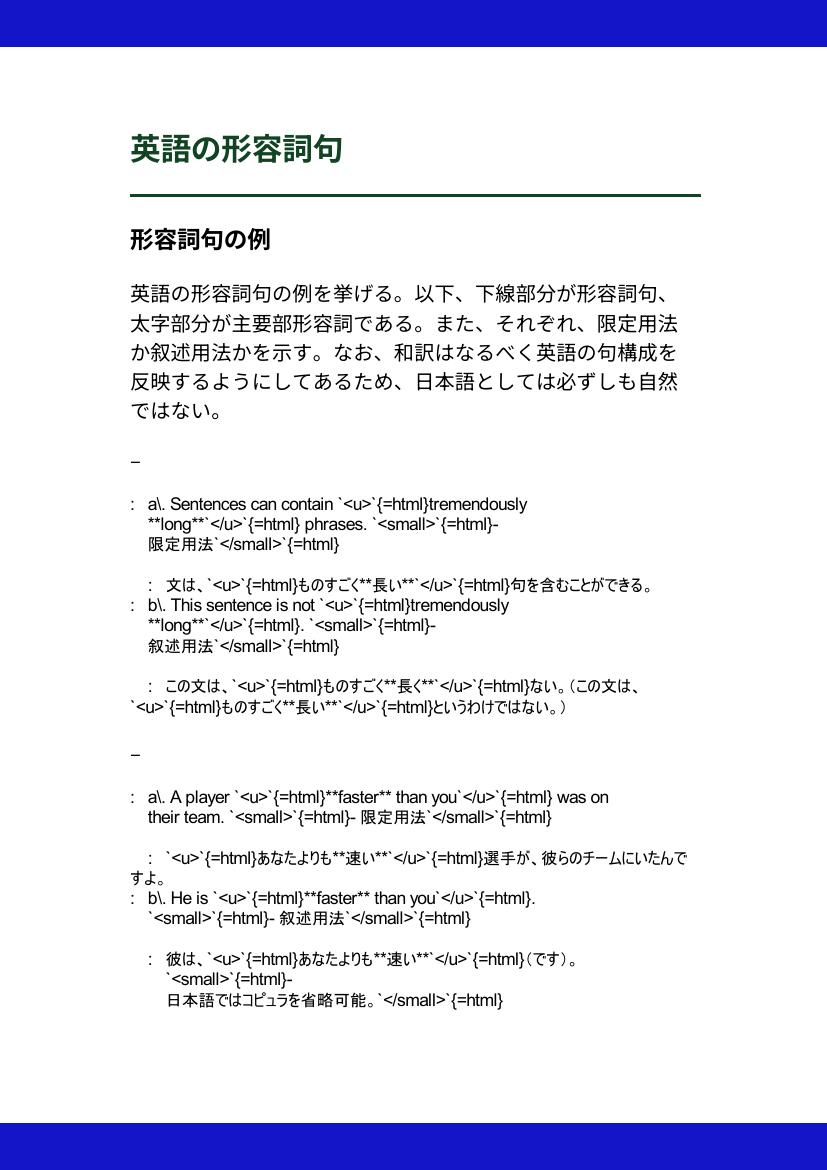 英語の形容詞句
形容詞句の例
英語の形容詞句の例を挙げる。以下、下線部分が形容詞句、
太字部分が主要部形容詞である。また、それぞれ、限定用法
か叙述用法かを示す。なお、和訳はなるべく英語の句構成を
反映するようにしてあるため、日本語としては必ずしも自然
ではない。
–
: a\. Sentences can contain `<u>`{=html}tremendously
**long**`</u>`{=html} phrases. `<small>`{=html}-
限定用法`</small>`{=html}
: 文は、`<u>`{=html}ものすごく**長い**`</u>`{=html}句を含むことができる。
: b\. This sentence is not `<u>`{=html}tremendously
**long**`</u>`{=html}. `<small>`{=html}-
叙述用法`</small>`{=html}
: この文は、`<u>`{=html}ものすごく**長く**`</u>`{=html}ない。（この文は、
`<u>`{=html}ものすごく**長い**`</u>`{=html}というわけではない。）
–
: a\. A player `<u>`{=html}**faster** than you`</u>`{=html} was on
their team. `<small>`{=html}- 限定用法`</small>`{=html}
: `<u>`{=html}あなたよりも**速い**`</u>`{=html}選手が、彼らのチームにいたんで
すよ。
: b\. He is `<u>`{=html}**faster** than you`</u>`{=html}.
`<small>`{=html}- 叙述用法`</small>`{=html}
: 彼は、`<u>`{=html}あなたよりも**速い**`</u>`{=html}（です）。
`<small>`{=html}-
日本語ではコピュラを省略可能。`</small>`{=html}